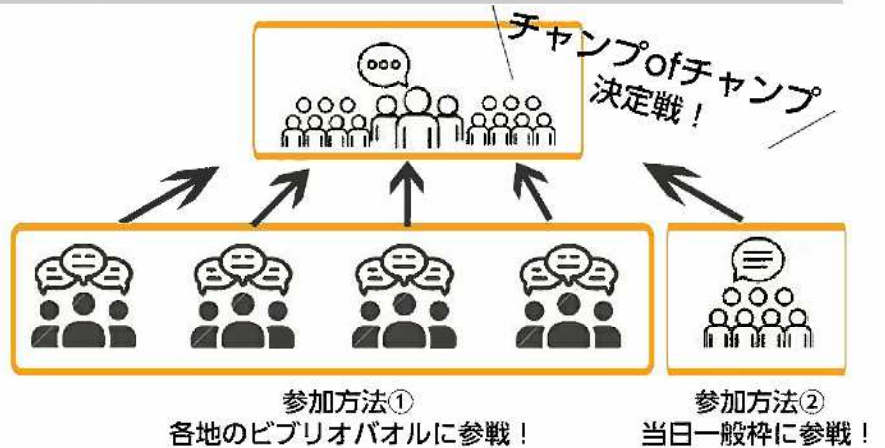 チャンプofチャンプ
決定戦！
参加方法①
各地のビブリオバオルに参戦！
参加方法②
当日一般枠に参戦！